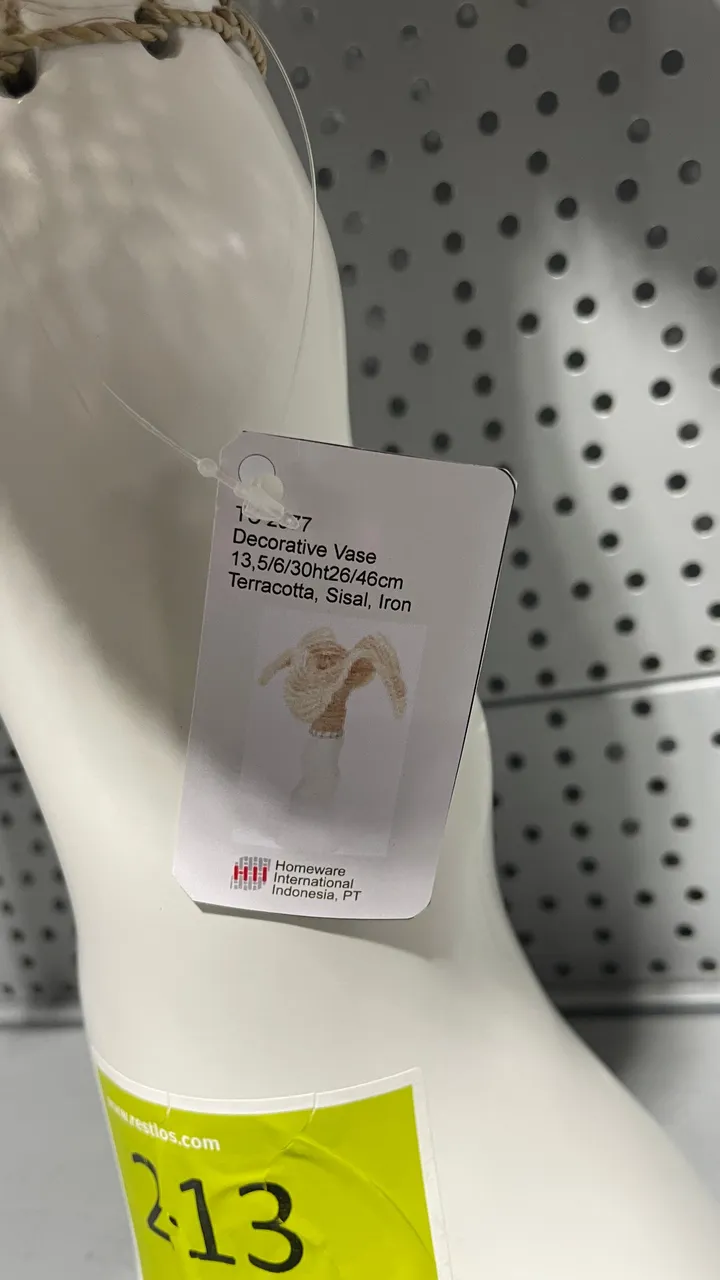 Decorative Vase
13,5/6/30ht26/46cm
Terracotta, Sisal, Iron
HII Homeware
International
Indonesia, PT
www.restlos.com
2-13